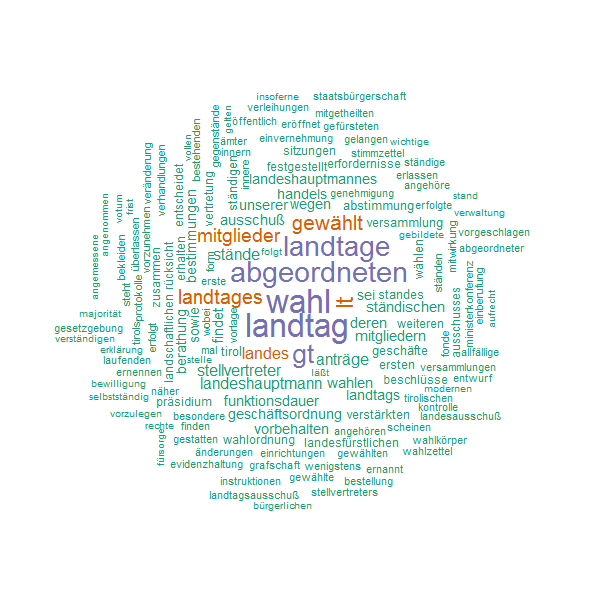 insoferne staatsbürgerschaft
verleihungen mitgetheilten
öffentlich eröffnet gefürsteten
gelten
gegenstände
vollen
bestehenden
ämter einvernehmung gelangen wichtige
innern sitzungen stimmzettel
innere
ständigen
festgestellt erfordernisse ständige
landeshauptmannes erlassen
angehöre
handels genehmigung
stand
unserer wegen abstimmung erfolgte
verwaltung
ausschuß gewählt versammlung
vorgeschlagen
mitglieder landtage gebildete
abgeordneter
stände folgt
wählen
ständen
mitwirkung
vertretung
entscheidet
bestimmungen
verhandlungen
veränderung
angenommen
votum
frist
vorzunehmen
überlassen
bekleiden
angemessene
steht
zusammen
erhalten
form
erste abgeordneten
landtages wahl lt sei standes
ständischen
ministerkonferenz
einberufung
aufrecht
allfällige
ausschusses
fonde
landschaftlichen rücksicht
tirolsprotokolle
erfolgt
berathung
sowie
wobei
findet
vorlage
landtag deren weiteren
mitgliedern
majorität
gesetzgebung
verständigen
erklärung
laufenden
mal tirol landes gt anträge geschäfte
stelle
stellvertreter läßt ersten versammlungen
ernennen
bewilligung
landeshauptmann wahlen beschlüsse entwurf
modernen
selbstständig
näher
präsidium funktionsdauer landtags tirolischen
kontrolle
vorzulegen besondere geschäftsordnung verstärkten landesausschuß
rechte finden vorbehalten angehören scheinen
fürsorge
gestatten wahlordnung landesfürstlichen wahlkörper
änderungen einrichtungen gewählten wahlzettel
evidenzhaltung grafschaft wenigstens ernannt
instruktionen gewählte bestellung
landtagsausschuß stellvertreters
bürgerlichen